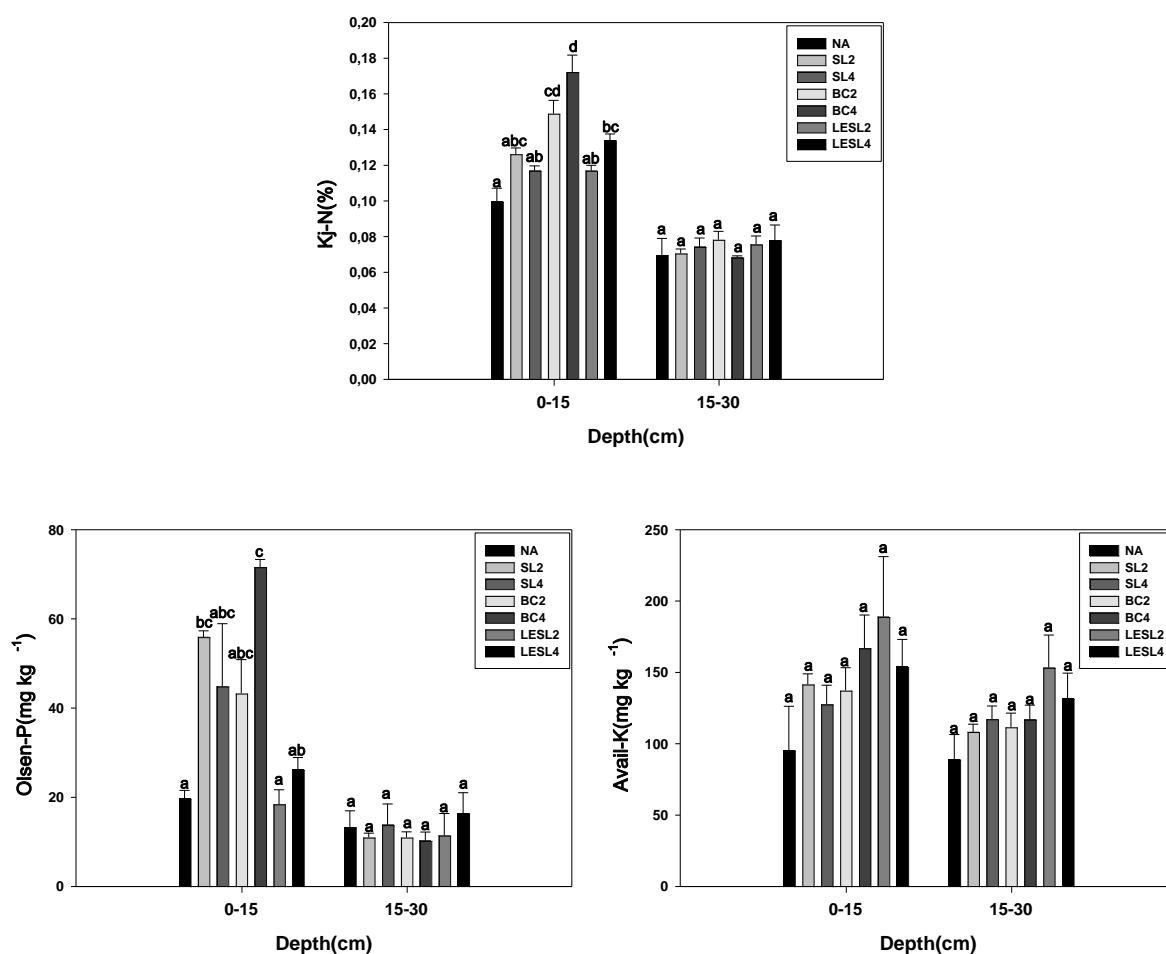 0,20
0,18
0,16
0,14
0,12
0,10
0,08
0,06
0,04
0,02
0,00
Kj-N(%)
a
abc
ab
cd
d
ab
bc
a
a
a
a
a
a
a
NA
SL2
SL4
BC2
BC4
LESL2
LESL4
0-15
15-30
Depth(cm)
80
60
40
20
0
Olsen-P(mg kg -1)
a
bc
abc
abc
c
a
ab
a
a
a
a
a
a
a
NA
SL2
SL4
BC2
BC4
LESL2
LESL4
0-15
15-30
Depth(cm)
250
200
150
100
50
0
Avail-K(mg kg -1)
a
a
a
a
a
a
a
a
a
a
a
a
a
a
NA
SL2
SL4
BC2
BC4
LESL2
LESL4
0-15
15-30
Depth(cm)